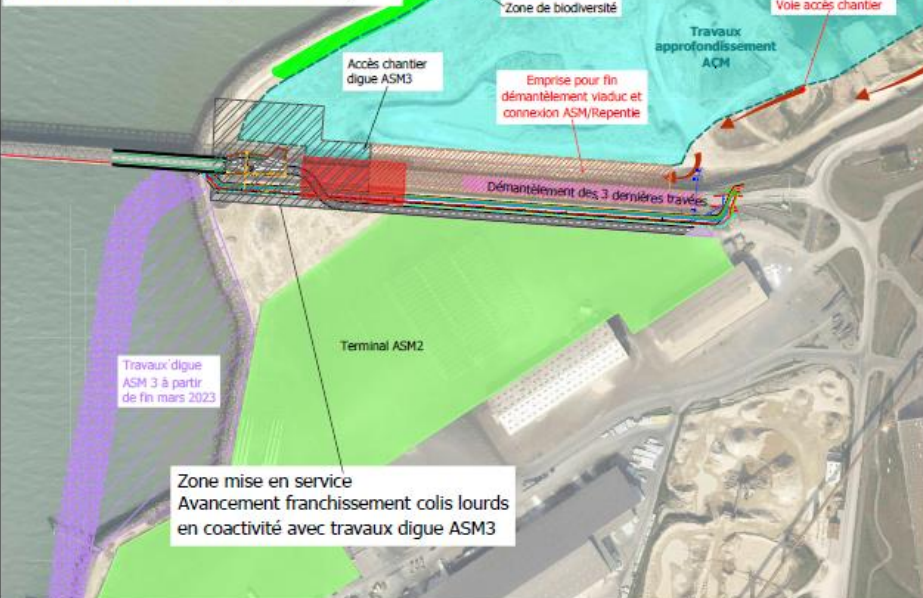 Zone de biodiversité
Voie accès chantier
Travaux
approfondissement
ACM
Accès chantier
digue ASM3
Emprise pour fin
démantèlement viaduc et
connexion ASM/Repentie
Démantèlement des 3 dernières travées
Terminal ASM2
Travaux digue
ASM 3 à partir
de fin mars 2023
Zone mise en service
Avancement franchissement colis lourds
en coactivité avec travaux digue ASM3